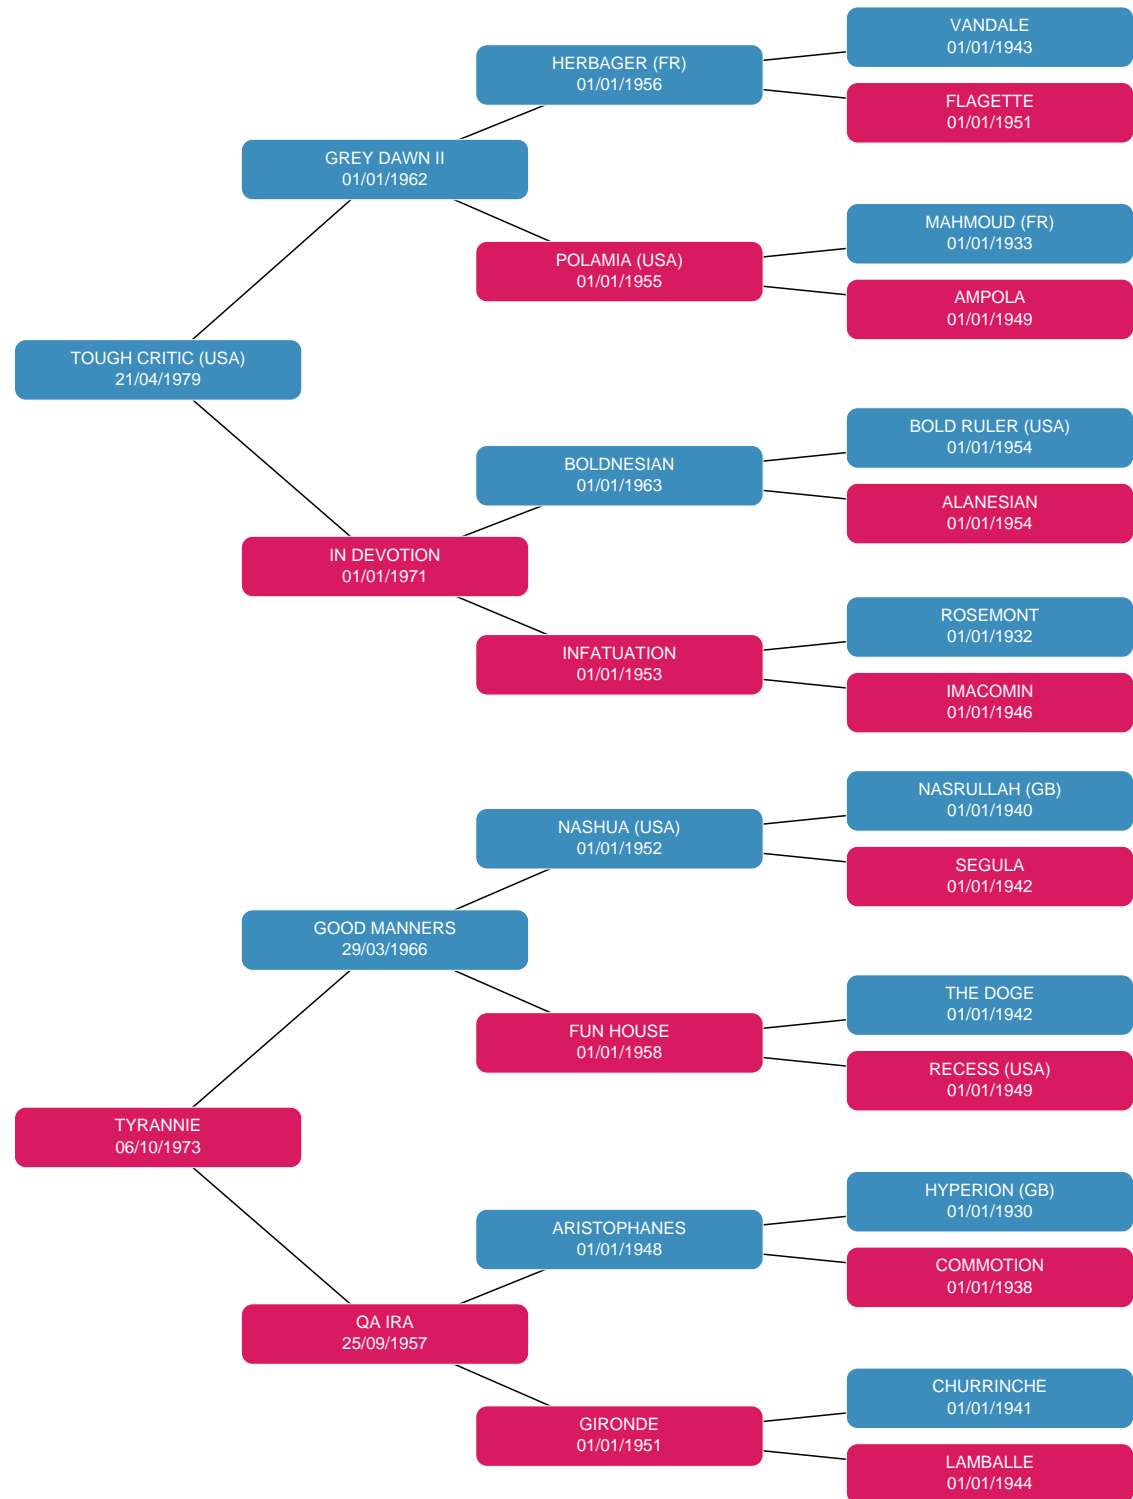 VANDALE
01/01/1943
HERBAGER (FR)
01/01/1956
FLAGETTE
01/01/1951
GREY DAWN II
01/01/1962
MAHMOUD (FR)
01/01/1933
POLAMIA (USA)
01/01/1955
AMPOLA
01/01/1949
TOUGH CRITIC (USA)
21/04/1979
BOLD RULER (USA)
01/01/1954
BOLDNESIAN
01/01/1963
ALANESIAN
01/01/1954
IN DEVOTION
01/01/1971
ROSEMONT
01/01/1932
INFATUATION
01/01/1953
IMACOMIN
01/01/1946
NASRULLAH (GB)
01/01/1940
NASHUA (USA)
01/01/1952
SEGULA
01/01/1942
GOOD MANNERS
29/03/1966
THE DOGE
01/01/1942
FUN HOUSE
01/01/1958
RECESS (USA)
01/01/1949
TYRANNIE
06/10/1973
HYPERION (GB)
01/01/1930
ARISTOPHANES
01/01/1948
COMMOTION
01/01/1938
QA IRA
25/09/1957
CHURRINCHE
01/01/1941
GIRONDE
01/01/1951
LAMBALLE
01/01/1944